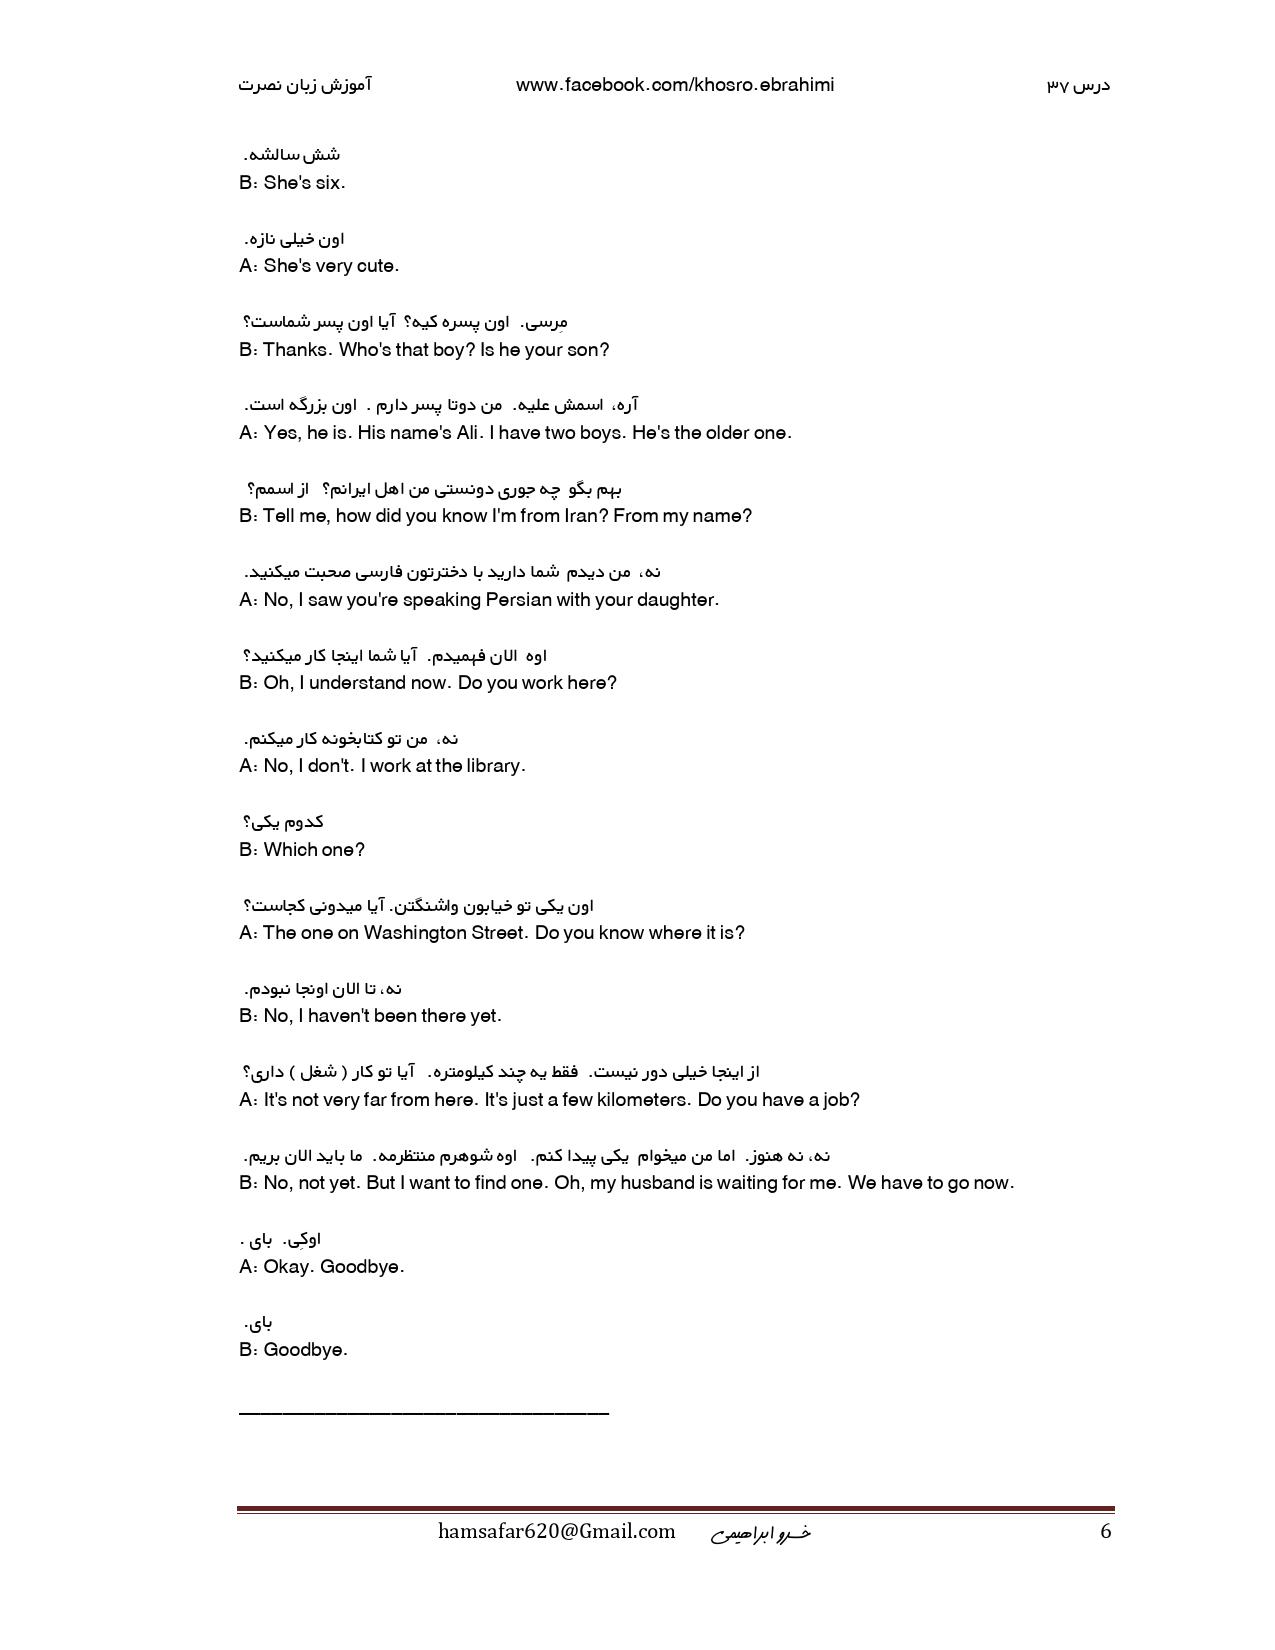 آموزش زبان نصرت www.facebook.com/khosro.ebrahimi درس ۳۷
شش سالشه.
B: She's six.
اون خیلی نازه.
A: She's very cute.
مِرسی. اون پسره کیه؟ آیا اون پسر شماست؟
B: Thanks. Who's that boy? Is he your son?
آره، اسمش علیه. من دوتا پسر دارم . اون بزرگه است.
A: Yes, he is. His name's Ali. I have two boys. He's the older one.
بهم بگو چه جوری دونستی من اهل ایرانم؟ از اسمم؟
B: Tell me, how did you know I'm from Iran? From my name?
نه، من دیدم شما دارید با دخترتون فارسی صحبت میکنید.
A: No, I saw you're speaking Persian with your daughter.
اوه الان فهمیدم. آیا شما اینجا کار میکنید؟
B: Oh, I understand now. Do you work here?
نه، من تو کتابخونه کار میکنم.
A: No, I don't. I work at the library.
کدوم یکی؟
B: Which one?
اون یکی تو خیابون واشنگتن. آیا میدونی کجاست؟
A: The one on Washington Street. Do you know where it is?
نه، تا الان اونجا نبودم.
B: No, I haven't been there yet.
از اینجا خیلی دور نیست. فقط یه چند کیلومتره. آیا تو کار ( شغل ) داری؟
A: It's not very far from here. It's just a few kilometers. Do you have a job?
نه، نه هنوز. اما من میخوام یکی پیدا کنم. اوه شوهرم منتظرمه. ما باید الان بریم.
B: No, not yet. But I want to find one. Oh, my husband is waiting for me. We have to go now.
اوکِی. بای .
A: Okay. Goodbye.
بای.
B: Goodbye.
hamsafar620@Gmail.com خسرو ابراهیمی 6